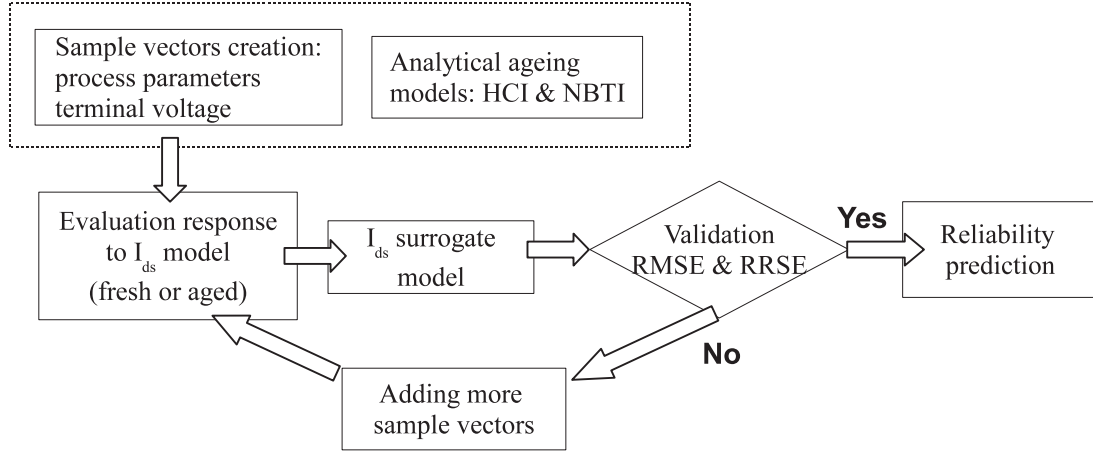 Sample vectors creation:
process parameters
terminal voltage
Analytical ageing
models: HCI & NBTI
Evaluation response
to Ids model
(fresh or aged)
Ids surrogate
model
Validation
RMSE & RRSE
Yes
Reliability
prediction
No
Adding more
sample vectors